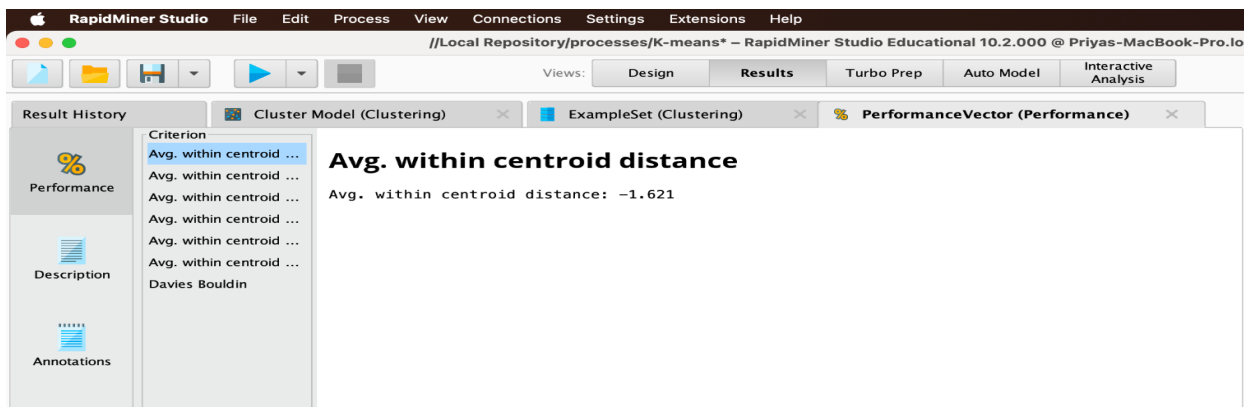 RapidMiner Studio File Edit Process View Connections Settings Extensions Help
//Local Repository/processes/K-means* – RapidMiner Studio Educational 10.2.000 @ Priyas-MacBook-Pro.lo
Views: Design Results Turbo Prep Auto Model Interactive Analysis
Result History Cluster Model (Clustering) ExampleSet (Clustering) % PerformanceVector (Performance)
%
Performance
Description
Annotations
Criterion
Avg. within centroid ...
Avg. within centroid ...
Avg. within centroid ...
Avg. within centroid ...
Avg. within centroid ...
Avg. within centroid ...
Davies Bouldin
Avg. within centroid distance
Avg. within centroid distance: −1.621